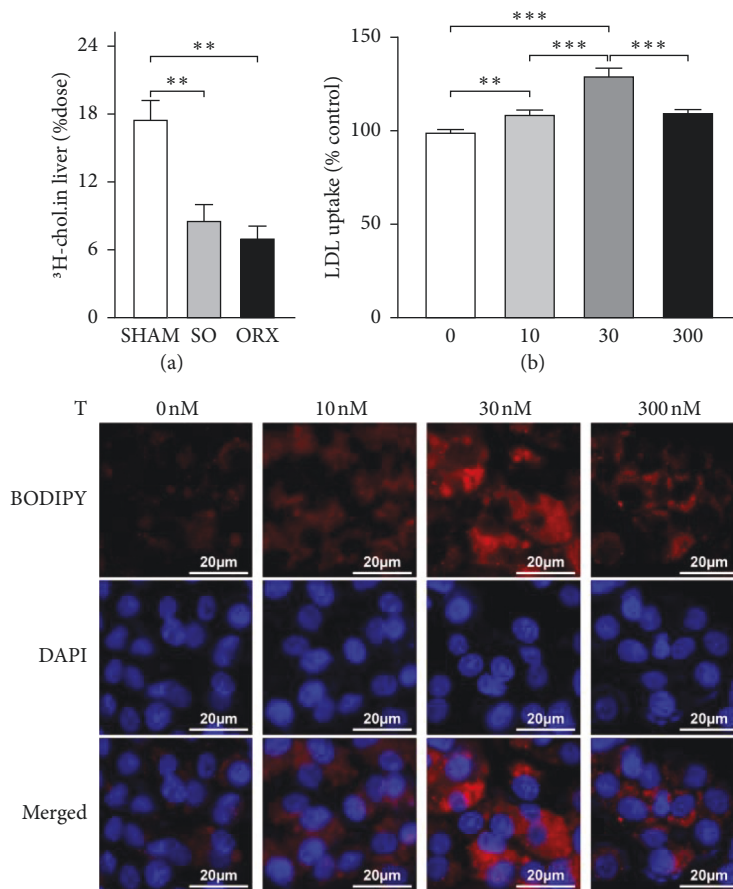 24
18
12
6
0
³H-chol.in liver (%dose)
**
**
SHAM SO ORX
(a)
150
100
50
0
LDL uptake (% control)
***
** *** ***
0 10 30 300
(b)
T 0 nM 10 nM 30 nM 300 nM
BODIPY
20μm 20μm 20μm 20μm
DAPI
20μm 20μm 20μm 20μm
Merged
20μm 20μm 20μm 20μm